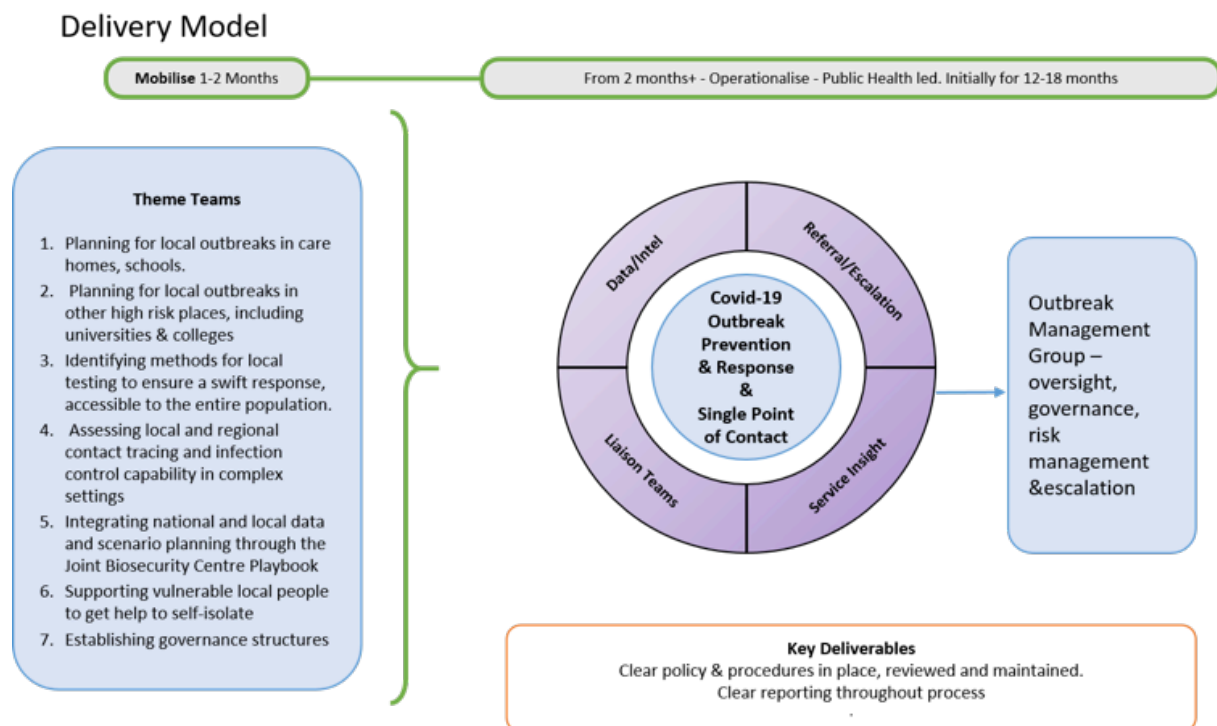 Delivery Model
Mobilise 1-2 Months
From 2 months+ - Operationalise - Public Health led. Initially for 12-18 months
Theme Teams
1. Planning for local outbreaks in care
homes, schools.
2. Planning for local outbreaks in
other high risk places, including
universities & colleges
3. Identifying methods for local
testing to ensure a swift response,
accessible to the entire population.
4. Assessing local and regional
contact tracing and infection
control capability in complex
settings
5. Integrating national and local data
and scenario planning through the
Joint Biosecurity Centre Playbook
6. Supporting vulnerable local people
to get help to self-isolate
7. Establishing governance structures
Data/Intel
Referral/Escalation
Covid-19
Outbreak
Prevention
& Response
&
Single Point
of Contact
Liaison Teams
Service Insight
Outbreak
Management
Group –
oversight,
governance,
risk
management
&escalation
Key Deliverables
Clear policy & procedures in place, reviewed and maintained.
Clear reporting throughout process
.